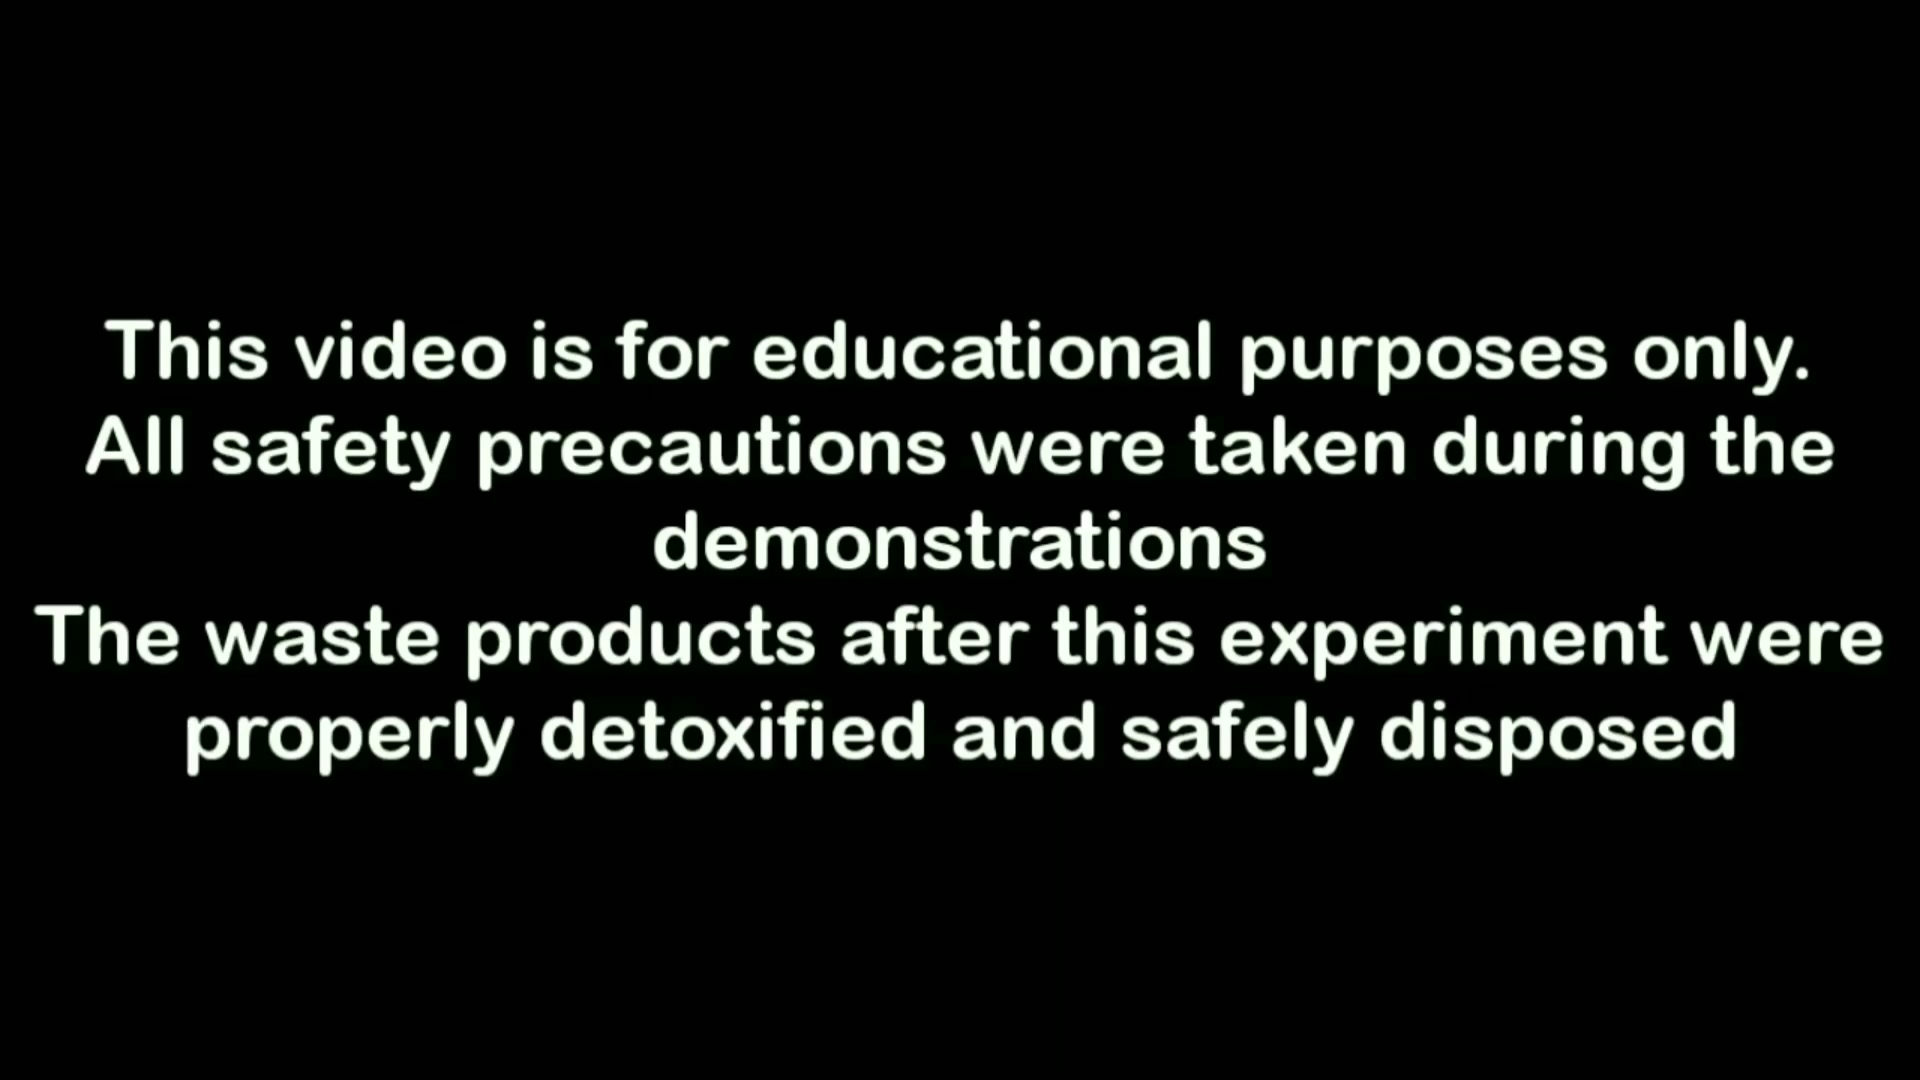 This video is for educational purposes only.
All safety precautions were taken during the
demonstrations
The waste products after this experiment were
properly detoxified and safely disposed